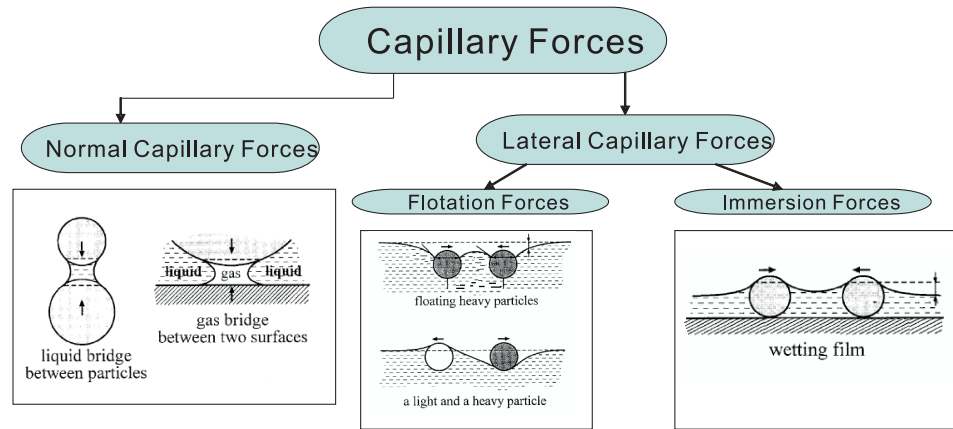 Capillary Forces
Normal Capillary Forces
Lateral Capillary Forces
Flotation Forces
Immersion Forces
liquid
gas
liquid
gas bridge
between two surfaces
liquid bridge
between particles
floating heavy particles
a light and a heavy particle
wetting film